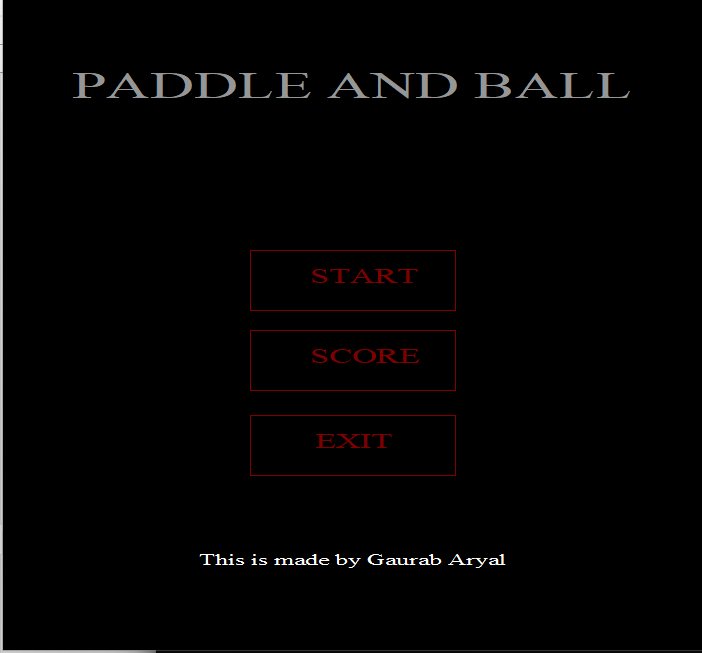 PADDLE AND BALL
START
SCORE
EXIT
This is made by Gaurab Aryal